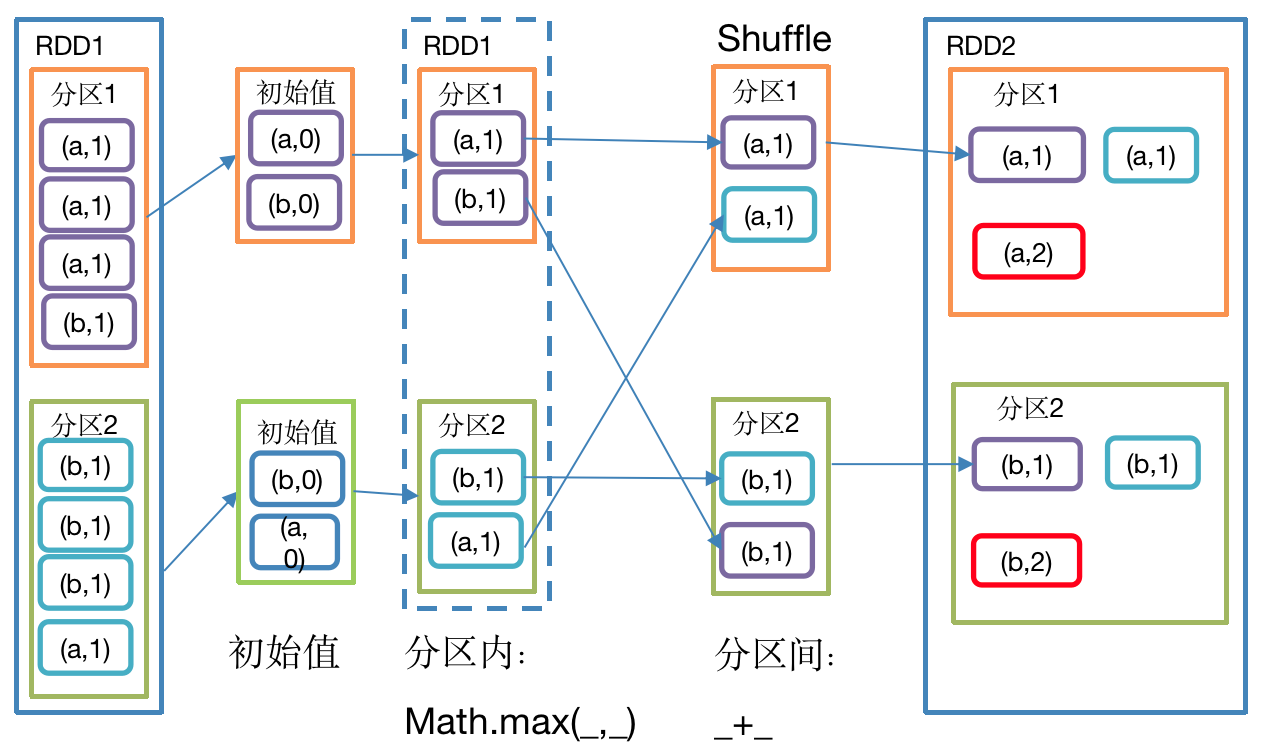 RDD1
分区1
(a,1)
(a,1)
(a,1)
(b,1)
分区2
(b,1)
(b,1)
(b,1)
(a,1)
初始值
(a,0)
(b,0)
初始值
(b,0)
(a,
0)
初始值
RDD1
分区1
(a,1)
(b,1)
分区2
(b,1)
(a,1)
分区内：
Math.max(_,_)
Shuffle
分区1
(a,1)
(a,1)
分区2
(b,1)
(b,1)
分区间：
_+_
RDD2
分区1
(a,1)
(a,1)
(a,2)
分区2
(b,1)
(b,1)
(b,2)